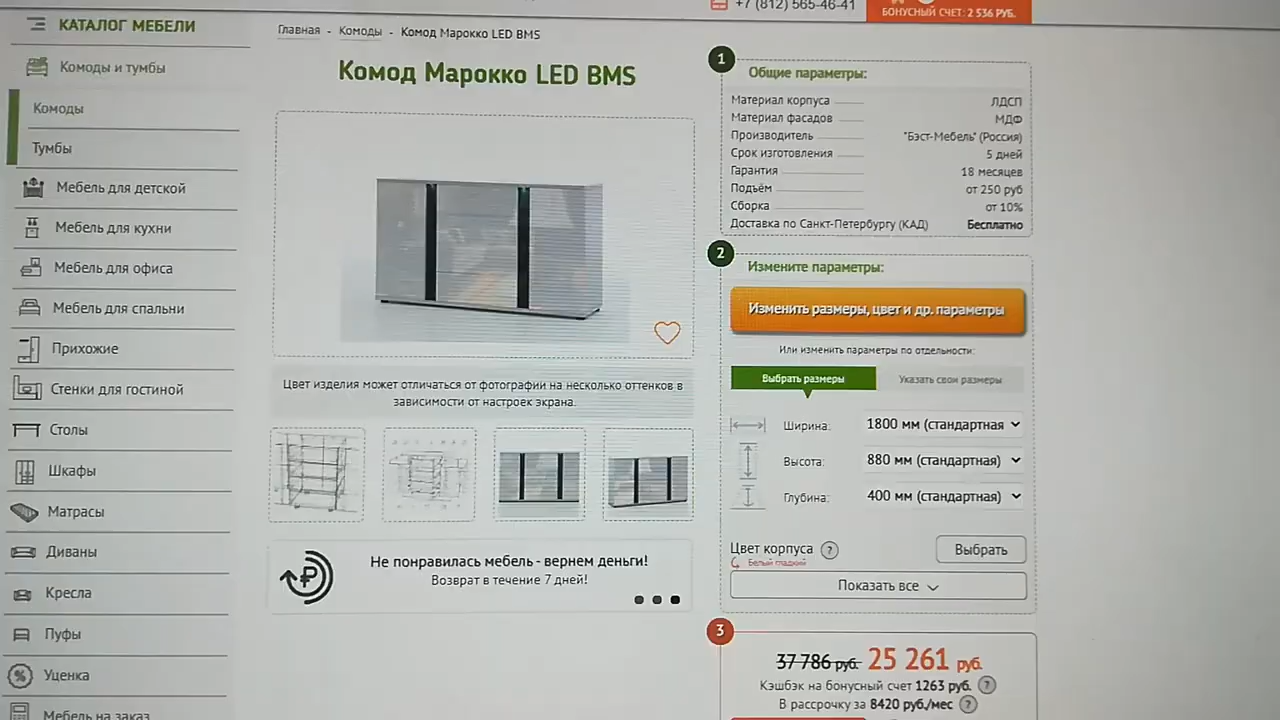 +7 (812) 565-46-41
БОНУСНЫЙ СЧЕТ: 2 536 РУБ.
КАТАЛОГ МЕБЕЛИ
Комоды и тумбы
Комоды
Тумбы
Мебель для детской
Мебель для кухни
Мебель для офиса
Мебель для спальни
Прихожие
Стенки для гостиной
Столы
Шкафы
Матрасы
Диваны
Кресла
Пуфы
Уценка
Мебель на заказ
Главная - Комоды - Комод Марокко LED BMS
Комод Марокко LED BMS
Цвет изделия может отличаться от фотографии на несколько оттенков в
зависимости от настроек экрана.
Не понравилась мебель - вернем деньги!
Возврат в течение 7 дней!
1
Общие параметры:
Материал корпуса ЛДСП
Материал фасадов МДФ
Производитель "Бэст-Мебель" (Россия)
Срок изготовления 5 дней
Гарантия 18 месяцев
Подъём от 250 руб
Сборка от 10%
Доставка по Санкт-Петербургу (КАД) Бесплатно
2
Измените параметры:
Изменить размеры, цвет и др. параметры
Или изменить параметры по отдельности:
Выбрать размеры Указать свои размеры
Ширина: 1800 мм (стандартная
Высота: 880 мм (стандартная)
Глубина: 400 мм (стандартная)
Цвет корпуса ? Выбрать
Белый гладкий
Показать все
3
37 786 руб. 25 261 руб.
Кэшбэк на бонусный счет 1263 руб. ?
В рассрочку за 8420 руб./мес ?